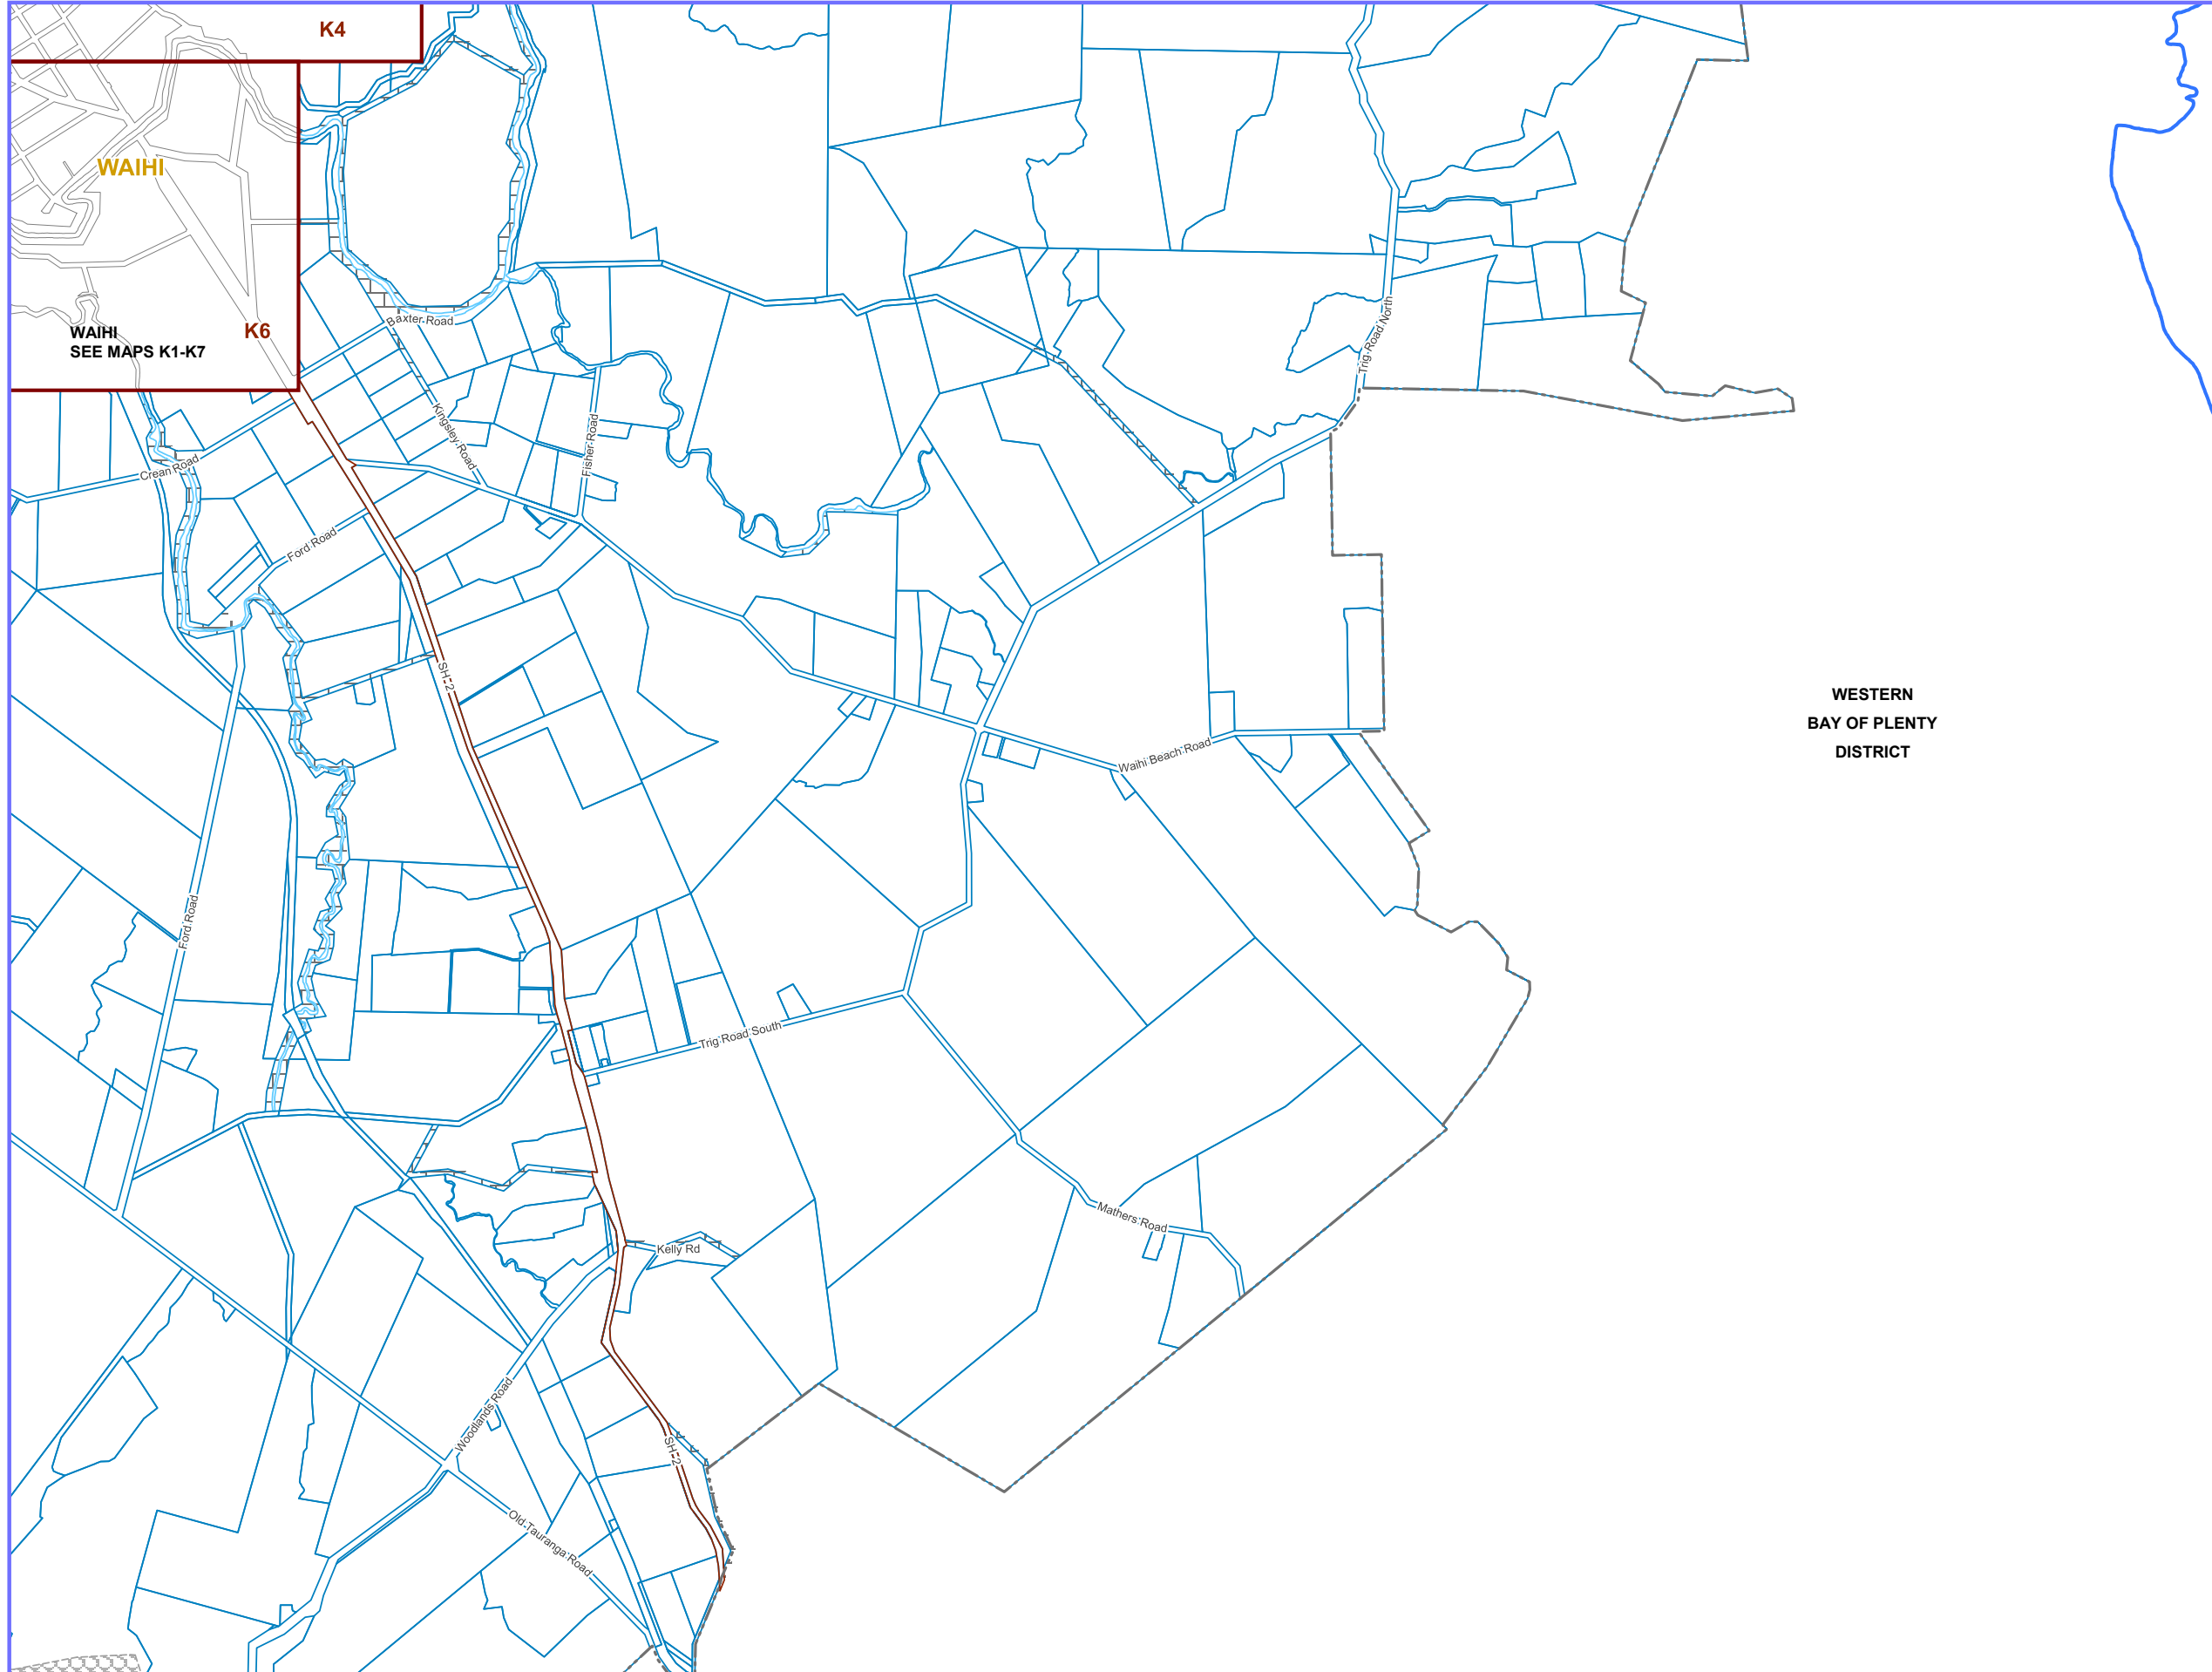 K4
WAIHI
K6
WAIHI
SEE MAPS K1-K7
Baxter Road
Trig Road North
Kingsley Road
Fisher Road
Crean Road
Ford Road
SH 2
WESTERN
BAY OF PLENTY
DISTRICT
Waihi Beach Road
Ford Road
Trig Road South
Mathers Road
Kelly Rd
Woodlands Road
SH 2
Old Tauranga Road